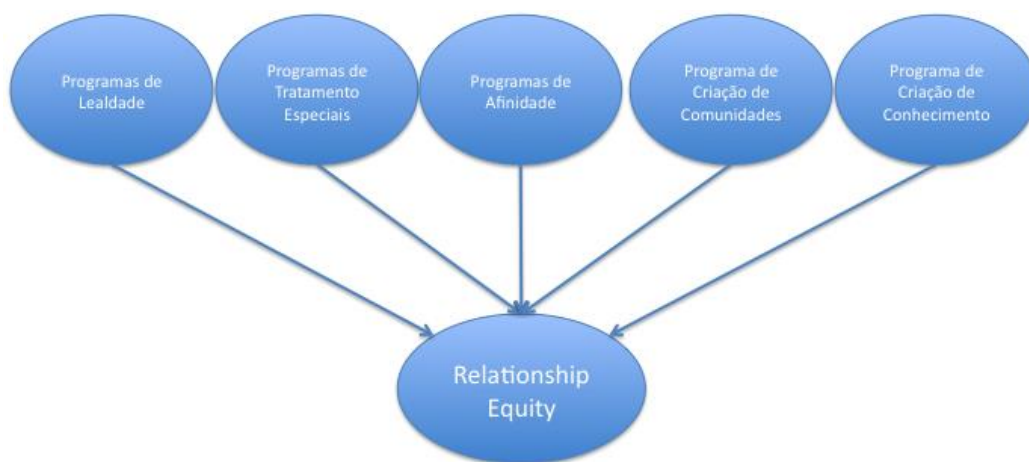 Programas de
Lealdade
Programas de
Tratamento
Especiais
Programas de
Afinidade
Programa de
Criação de
Comunidades
Programa de
Criação de
Conhecimento
Relationship
Equity